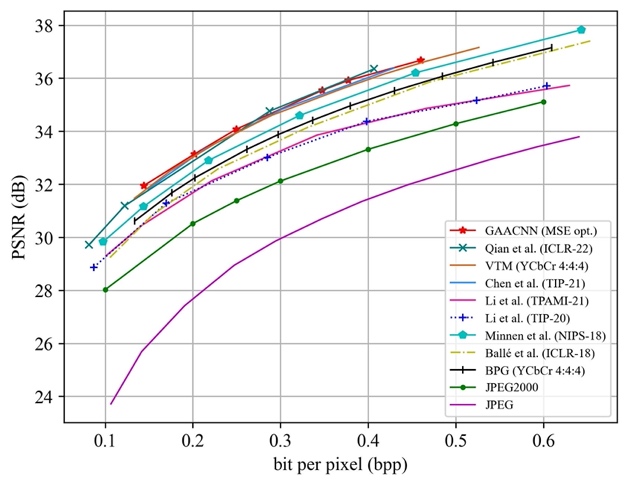 38
36
34
32
30
28
26
24
PSNR (dB)
GAACNN (MSE opt.)
Qian et al. (ICLR-22)
VTM (YCbCr 4:4:4)
Chen et al. (TIP-21)
Li et al. (TPAMI-21)
Li et al. (TIP-20)
Minnen et al. (NIPS-18)
Ballé et al. (ICLR-18)
BPG (YCbCr 4:4:4)
JPEG2000
JPEG
0.1 0.2 0.3 0.4 0.5 0.6
bit per pixel (bpp)